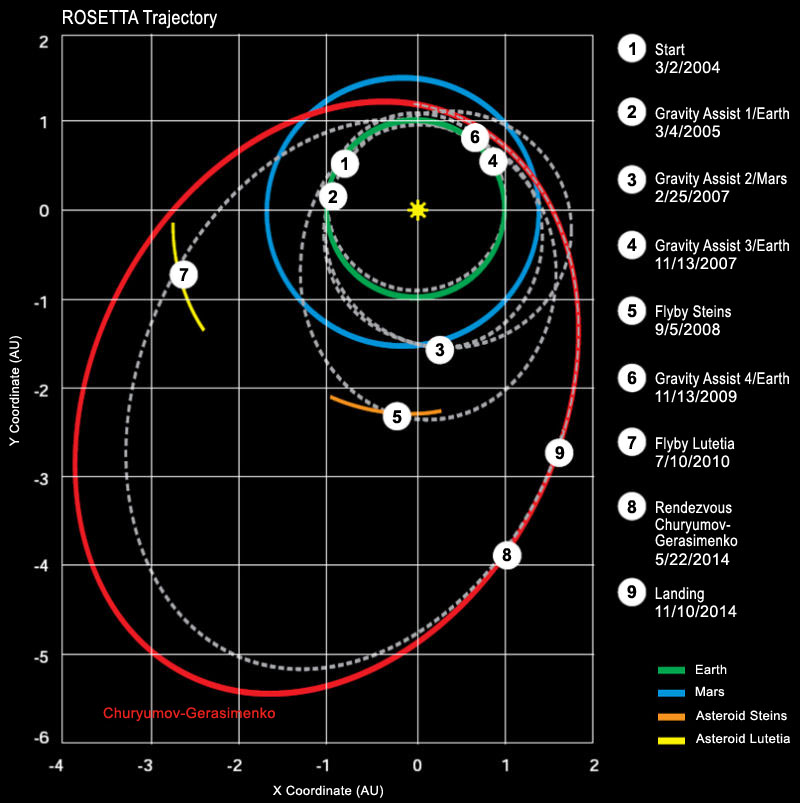 ROSETTA Trajectory
1 Start
3/2/2004
2 Gravity Assist 1/Earth
3/4/2005
3 Gravity Assist 2/Mars
2/25/2007
4 Gravity Assist 3/Earth
11/13/2007
5 Flyby Steins
9/5/2008
6 Gravity Assist 4/Earth
11/13/2009
7 Flyby Lutetia
7/10/2010
8 Rendezvous
Churyumov-
Gerasimenko
5/22/2014
9 Landing
11/10/2014
Earth
Mars
Asteroid Steins
Asteroid Lutetia
Y Coordinate (AU)
2
1
0
-1
-2
-3
-4
-5
-6
6
1
4
2
7
3
5
9
8
Churyumov-Gerasimenko
-4 -3 -2 -1 0 1 2
X Coordinate (AU)